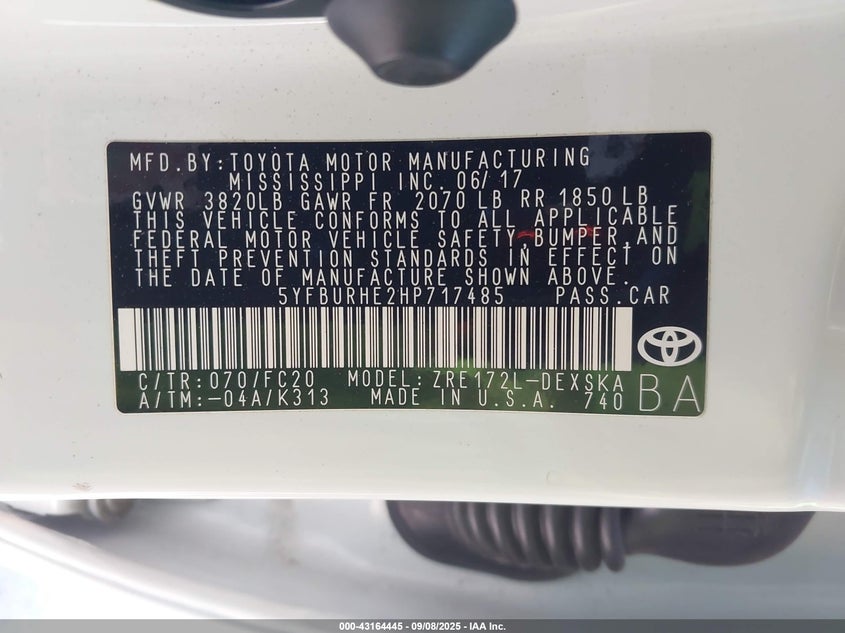 MFD.BY:TOYOTA MOTOR MANUFACTURING
MISSISSIPPI INC. 06/17
GVWR 3820LB GAWR FR 2070 LB RR 1850 LB
THIS VEHICLE CONFORMS TO ALL APPLICABLE
FEDERAL MOTOR VEHICLE SAFETY,BUMPER,AND
THEFT PREVENTION STANDARDS IN EFFECT ON
THE DATE OF MANUFACTURE SHOWN ABOVE.
5YFBURHE2HP717485 PASS.CAR
C/TR:070/FC20 MODEL:ZRE172L-DEXSKA
A/TM:-04A/K313 MADE IN U.S.A. 740
BA
000-43164445 - 09/08/2025 - IAA Inc.